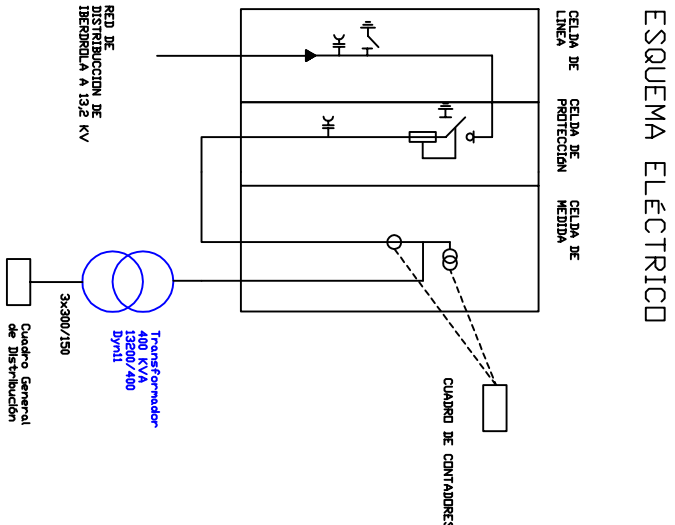 ESQUEMA ELÉCTRICO
CELDA DE
LINEA
CELDA DE
PROTECCIÓN
CELDA DE
MEDIDA
RED DE
DISTRIBUCCION DE
IBERDROLA A 13,2 KV
CUADRO DE CONTADORES
Transformador
400 KVA
13200/400
Dyn11
3x300/150
Cuadro General
de Distribución